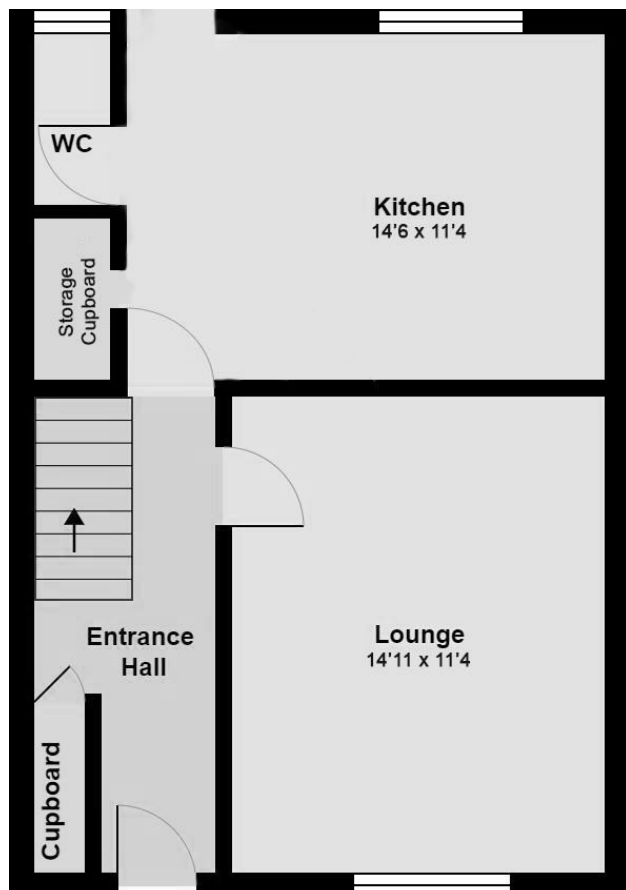 WC
Kitchen
14'6 x 11'4
Storage
Cupboard
Entrance
Hall
Lounge
14'11 x 11'4
Cupboard